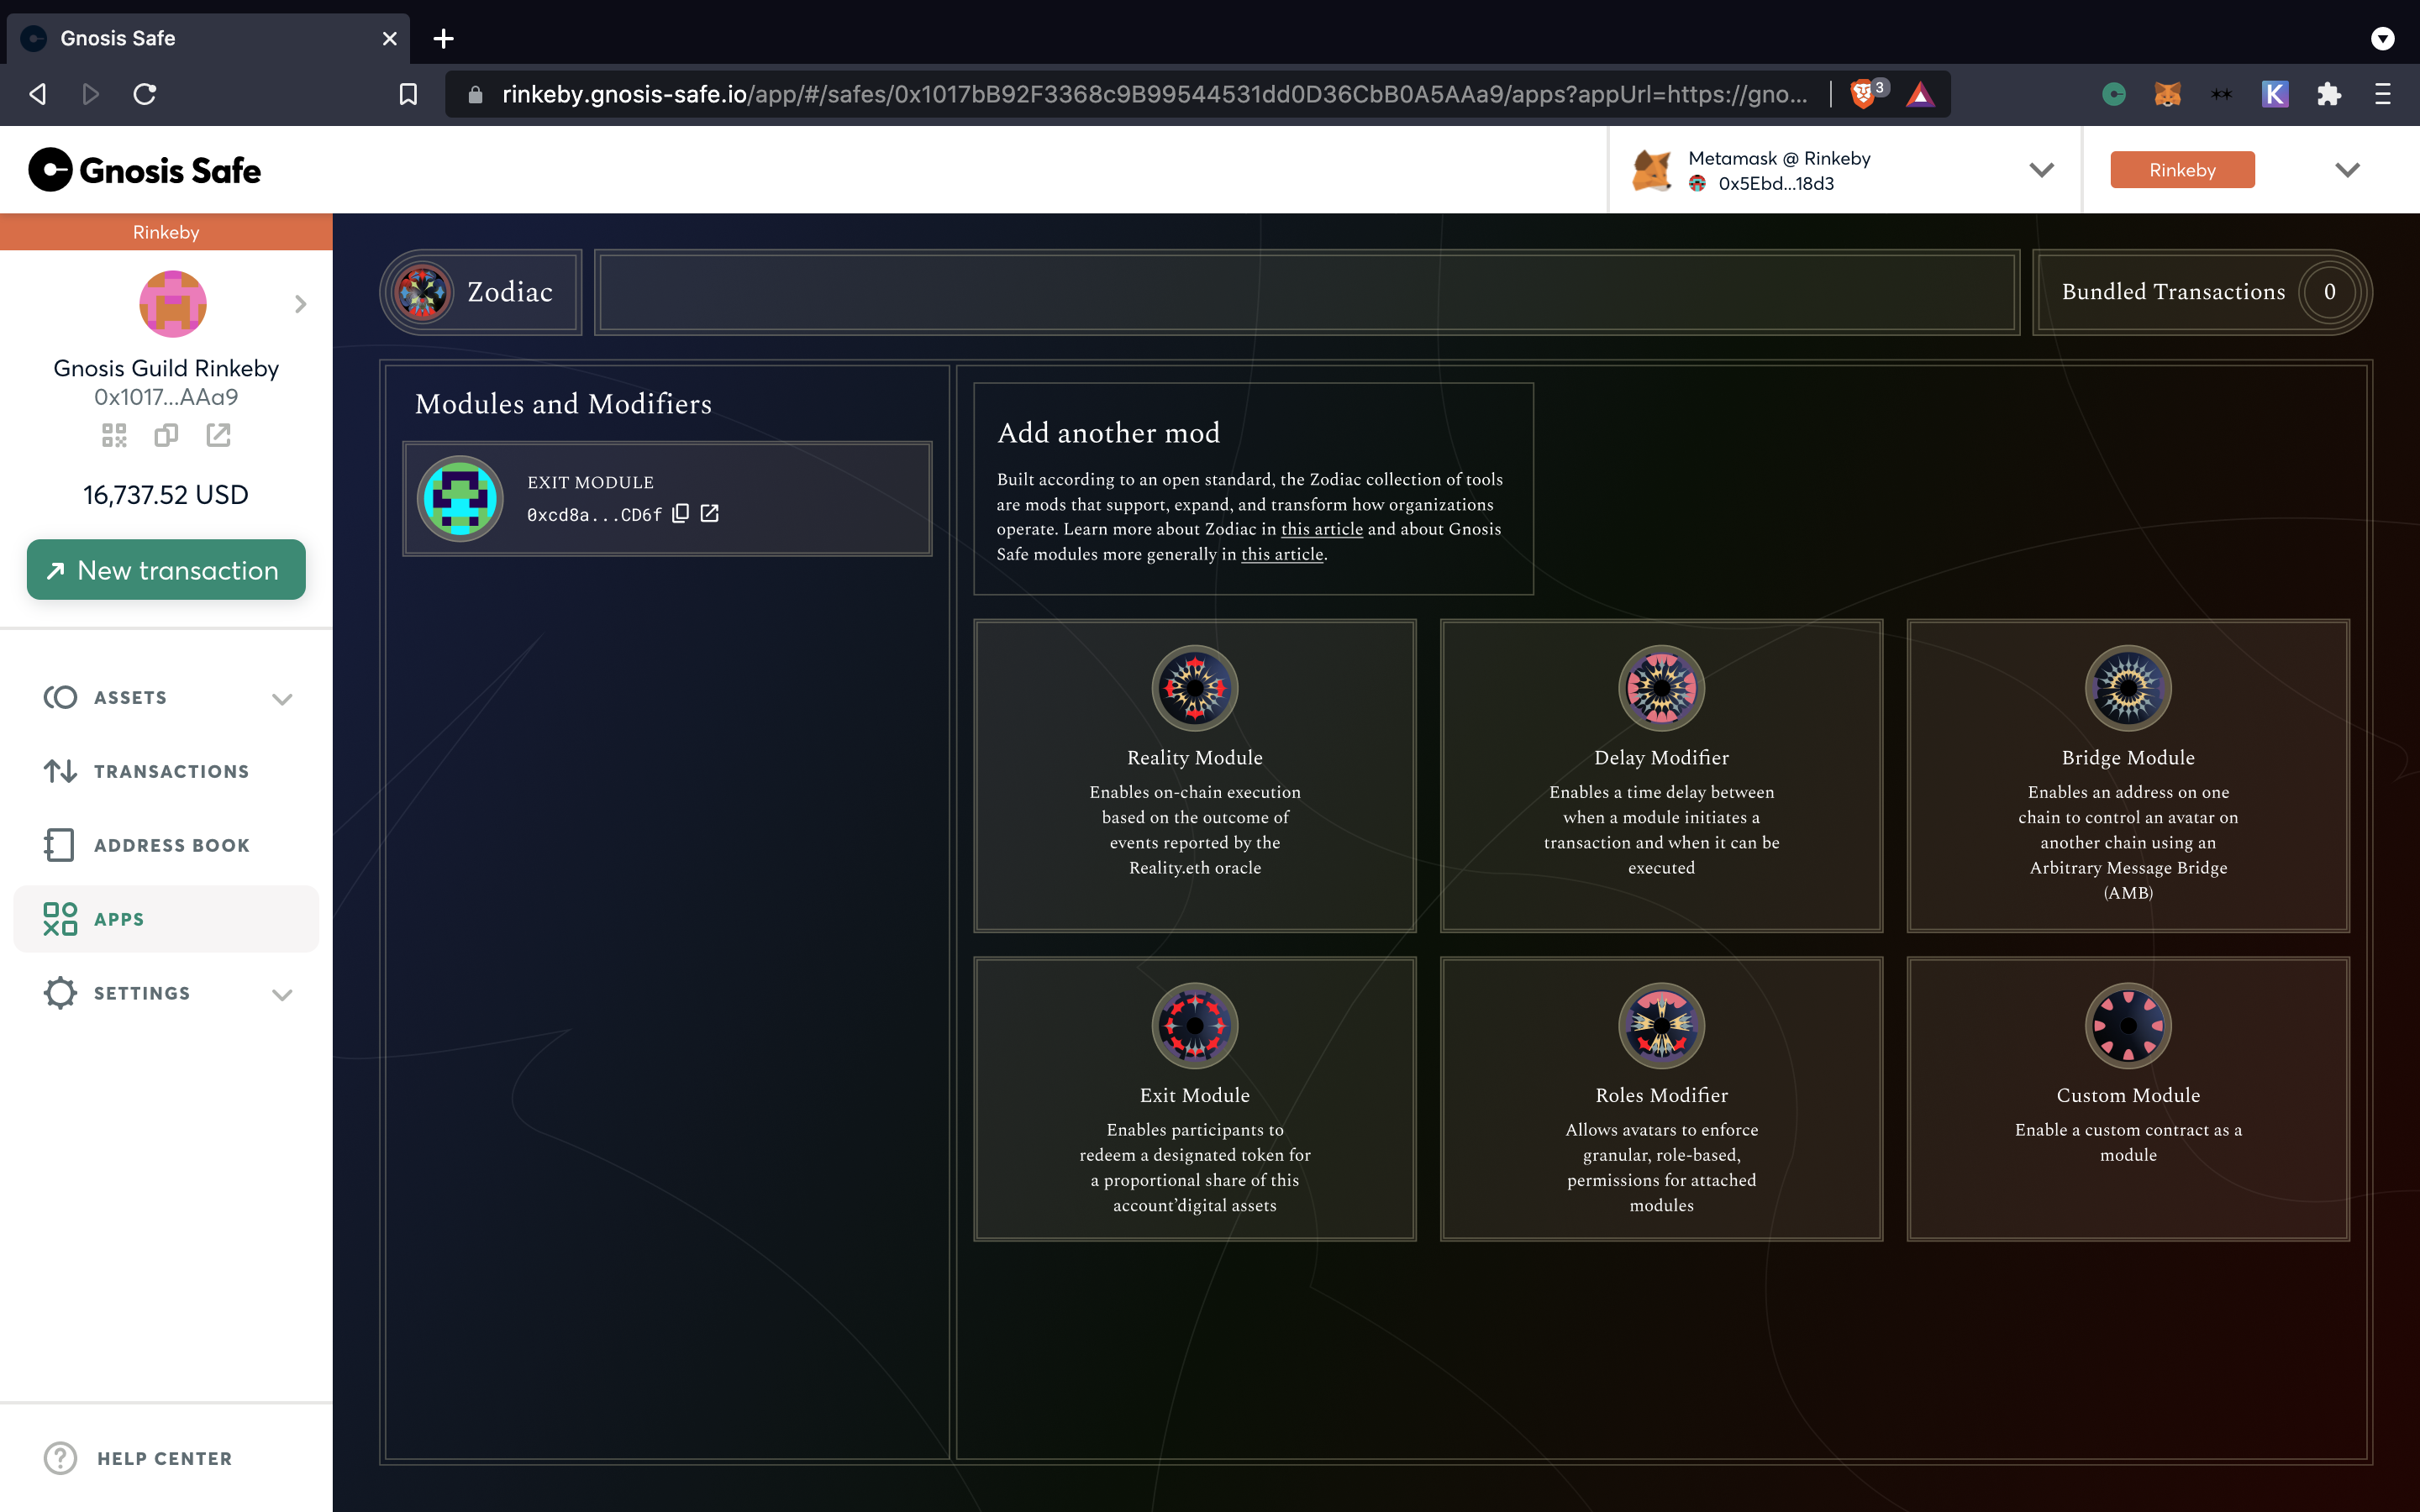 Gnosis Safe
rinkeby.gnosis-safe.io/app/#/safes/0x1017bB92F3368c9B99544531dd0D36CbB0A5AAa9/apps?appUrl=https://gno...
3
K
Gnosis Safe
Metamask @ Rinkeby
0x5Ebd...18d3
Rinkeby
Rinkeby
Gnosis Guild Rinkeby
0x1017...AAa9
16,737.52 USD
New transaction
ASSETS
TRANSACTIONS
ADDRESS BOOK
APPS
SETTINGS
HELP CENTER
Zodiac
Bundled Transactions
0
Modules and Modifiers
EXIT MODULE
0xcd8a...CD6f
Add another mod
Built according to an open standard, the Zodiac collection of tools
are mods that support, expand, and transform how organizations
operate. Learn more about Zodiac in this article and about Gnosis
Safe modules more generally in this article.
Reality Module
Enables on-chain execution
based on the outcome of
events reported by the
Reality.eth oracle
Delay Modifier
Enables a time delay between
when a module initiates a
transaction and when it can be
executed
Bridge Module
Enables an address on one
chain to control an avatar on
another chain using an
Arbitrary Message Bridge
(AMB)
Exit Module
Enables participants to
redeem a designated token for
a proportional share of this
account’digital assets
Roles Modifier
Allows avatars to enforce
granular, role-based,
permissions for attached
modules
Custom Module
Enable a custom contract as a
module